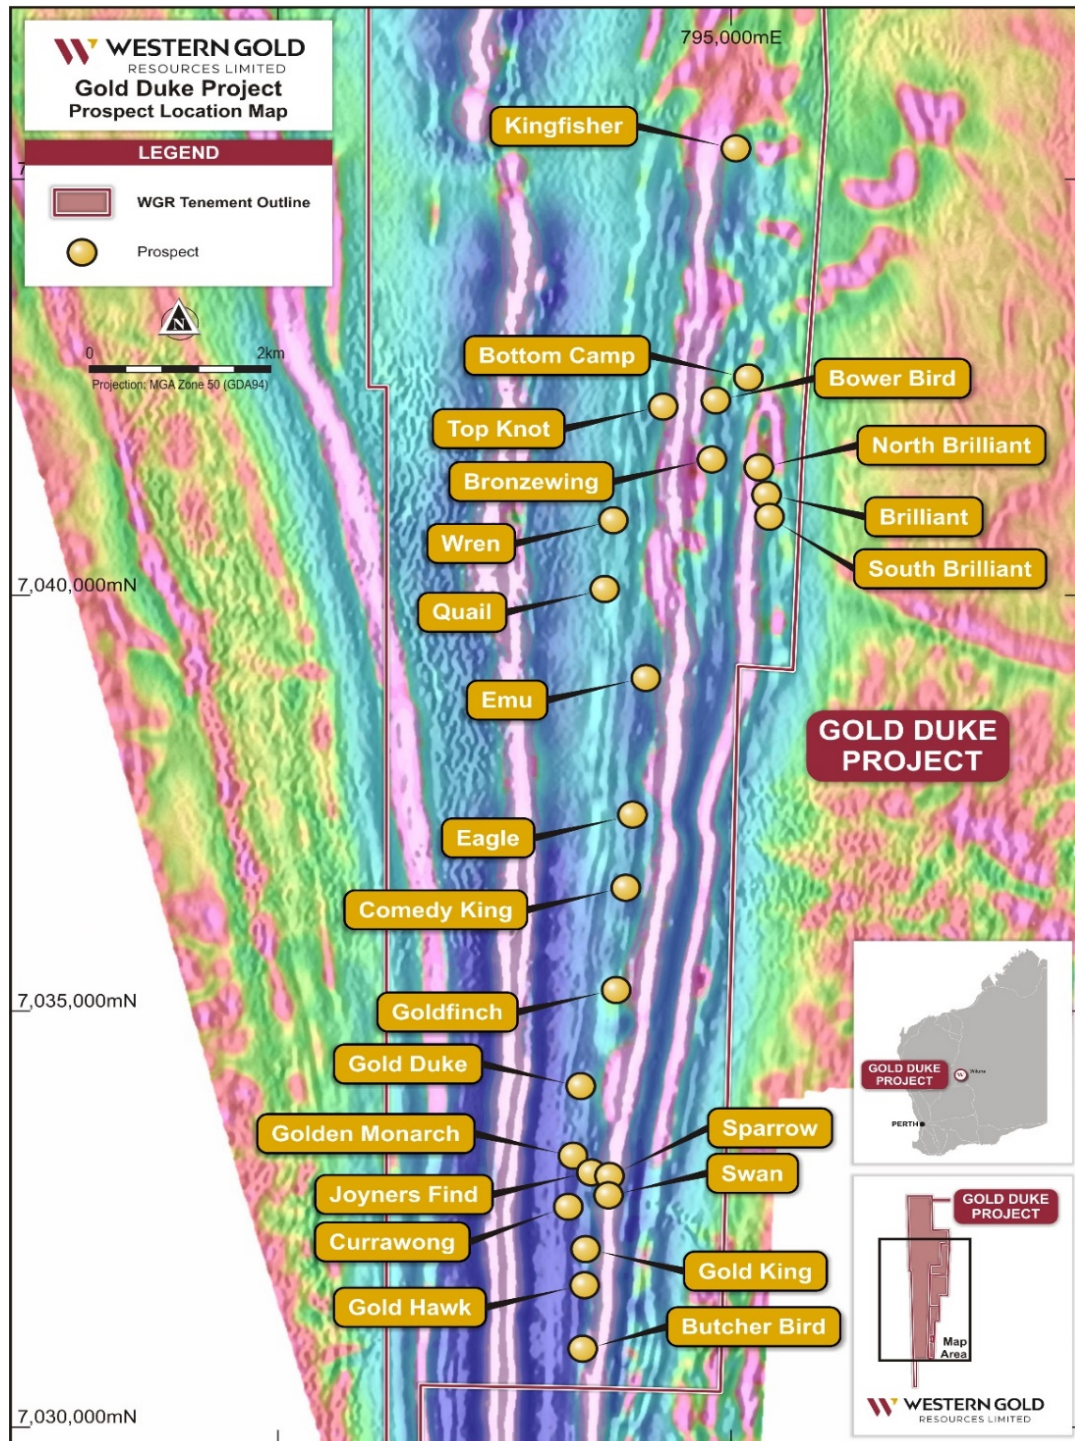 WESTERN GOLD
RESOURCES LIMITED
Gold Duke Project
Prospect Location Map
LEGEND
WGR Tenement Outline
Prospect
N
0 2km
Projection: MGA Zone 50 (GDA94)
795,000mE
Kingfisher
7
Bottom Camp
Bower Bird
Top Knot
North Brilliant
Bronzewing
Brilliant
Wren
South Brilliant
7,040,000mN
Quail
Emu
GOLD DUKE
PROJECT
Eagle
Comedy King
7,035,000mN
Goldfinch
Gold Duke
Golden Monarch
Sparrow
Joyners Find
Swan
Currawong
Gold King
Gold Hawk
Butcher Bird
7,030,000mN
GOLD DUKE
PROJECT
W
Wiluna
PERTH
GOLD DUKE
PROJECT
Map
Area
WESTERN GOLD
RESOURCES LIMITED